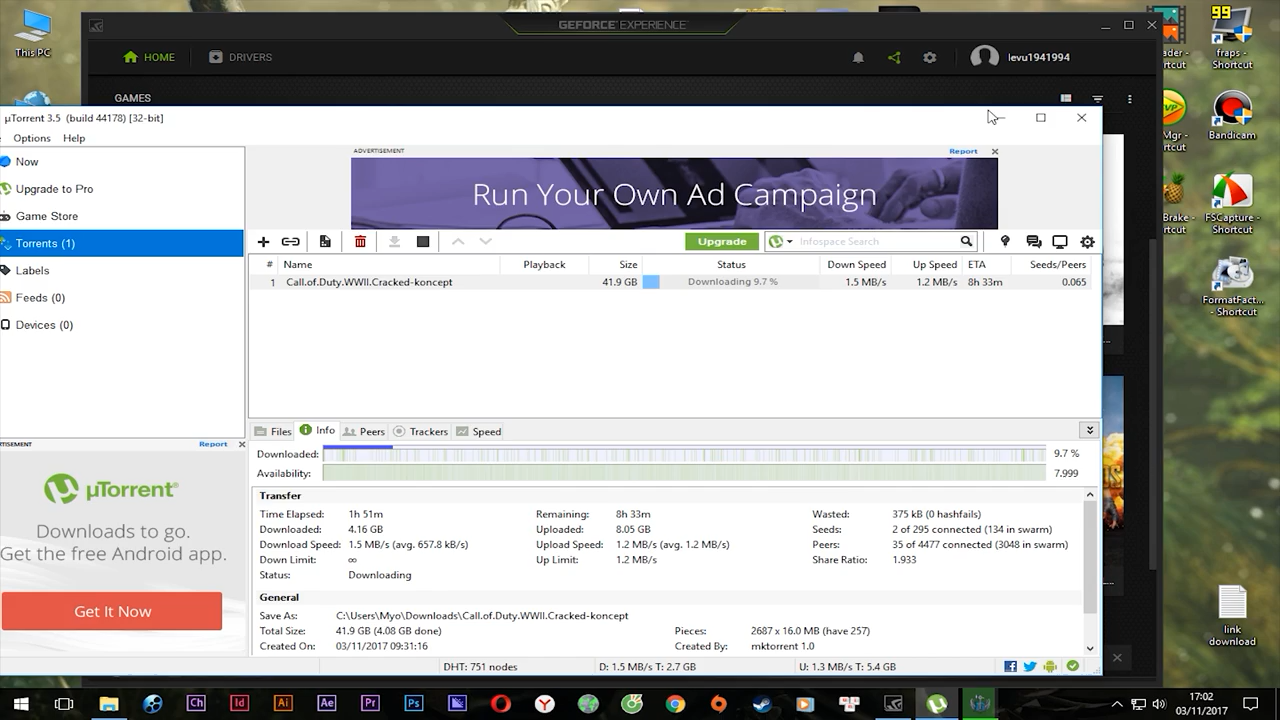 This PC
GEFORCE EXPERIENCE
HOME
DRIVERS
levu1941994
GAMES
99
fraps -
Shortcut
Bandicam
FSCapture -
Shortcut
FormatFact...
- Shortcut
link
download
µTorrent 3.5 (build 44178) [32-bit]
Options Help
Now
Upgrade to Pro
Game Store
Torrents (1)
Labels
Feeds (0)
Devices (0)
ADVERTISEMENT
Report
Run Your Own Ad Campaign
Upgrade
Infospace Search
# Name Playback Size Status Down Speed Up Speed ETA Seeds/Peers
1 Call.of.Duty.WWII.Cracked-koncept 41.9 GB Downloading 9.7 % 1.5 MB/s 1.2 MB/s 8h 33m 0.065
Files Info Peers Trackers Speed
Downloaded: 9.7 %
Availability: 7.999
Transfer
Time Elapsed: 1h 51m Remaining: 8h 33m Wasted: 375 kB (0 hashfails)
Downloaded: 4.16 GB Uploaded: 8.05 GB Seeds: 2 of 295 connected (134 in swarm)
Download Speed: 1.5 MB/s (avg. 657.8 kB/s) Upload Speed: 1.2 MB/s (avg. 1.2 MB/s) Peers: 35 of 4477 connected (3048 in swarm)
Down Limit: ∞ Up Limit: 1.2 MB/s Share Ratio: 1.933
Status: Downloading
General
Save As: C:\Users\Myo\Downloads\Call.of.Duty.WWII.Cracked-koncept
Total Size: 41.9 GB (4.08 GB done) Pieces: 2687 x 16.0 MB (have 257)
Created On: 03/11/2017 09:31:16 Created By: mktorrent 1.0
TISEMENT Report
µTorrent
Downloads to go.
Get the free Android app.
Get It Now
DHT: 751 nodes D: 1.5 MB/s T: 2.7 GB U: 1.3 MB/s T: 5.4 GB
Ch Id Ai Ae Pr Ps
17:02
03/11/2017